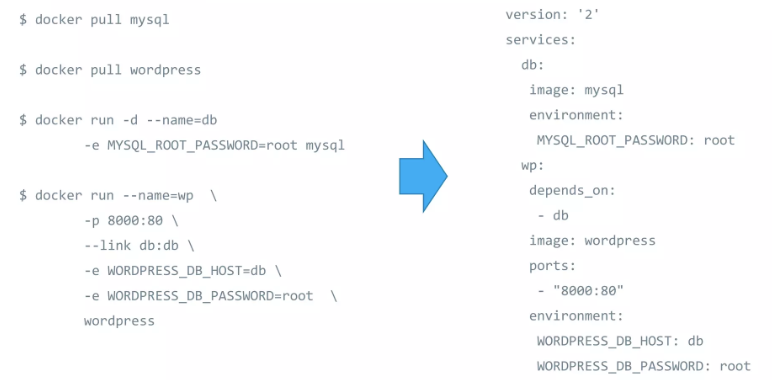 $ docker pull mysql
$ docker pull wordpress
$ docker run -d --name=db
-e MYSQL_ROOT_PASSWORD=root mysql
$ docker run --name=wp \
-p 8000:80 \
--link db:db \
-e WORDPRESS_DB_HOST=db \
-e WORDPRESS_DB_PASSWORD=root \
wordpress
version: '2'
services:
db:
image: mysql
environment:
MYSQL_ROOT_PASSWORD: root
wp:
depends_on:
- db
image: wordpress
ports:
- "8000:80"
environment:
WORDPRESS_DB_HOST: db
WORDPRESS_DB_PASSWORD: root